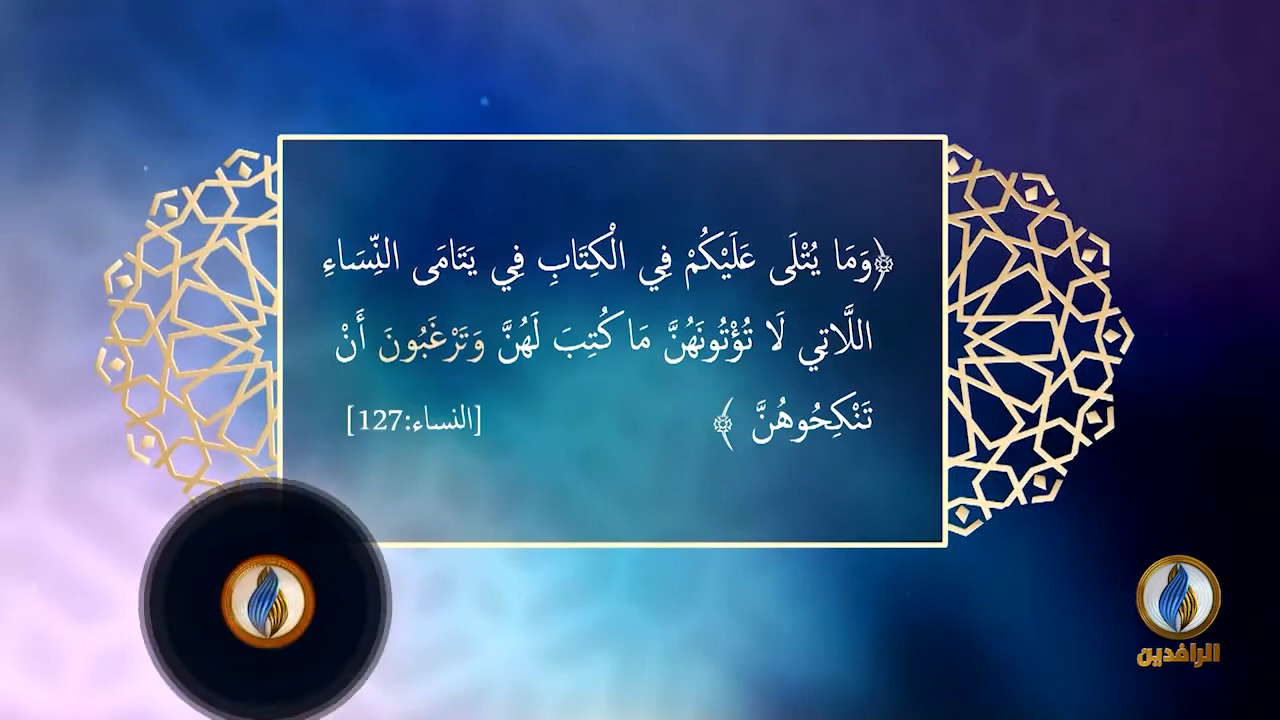 ﴿وَمَا يُتْلَى عَلَيْكُمْ فِي الْكِتَابِ فِي يَتَامَى النِّسَاءِ
اللَّاتِي لَا تُؤْتُونَهُنَّ مَا كُتِبَ لَهُنَّ وَتَرْغَبُونَ أَنْ
تَنْكِحُوهُنَّ ﴾ [النساء:127]
الرافدين